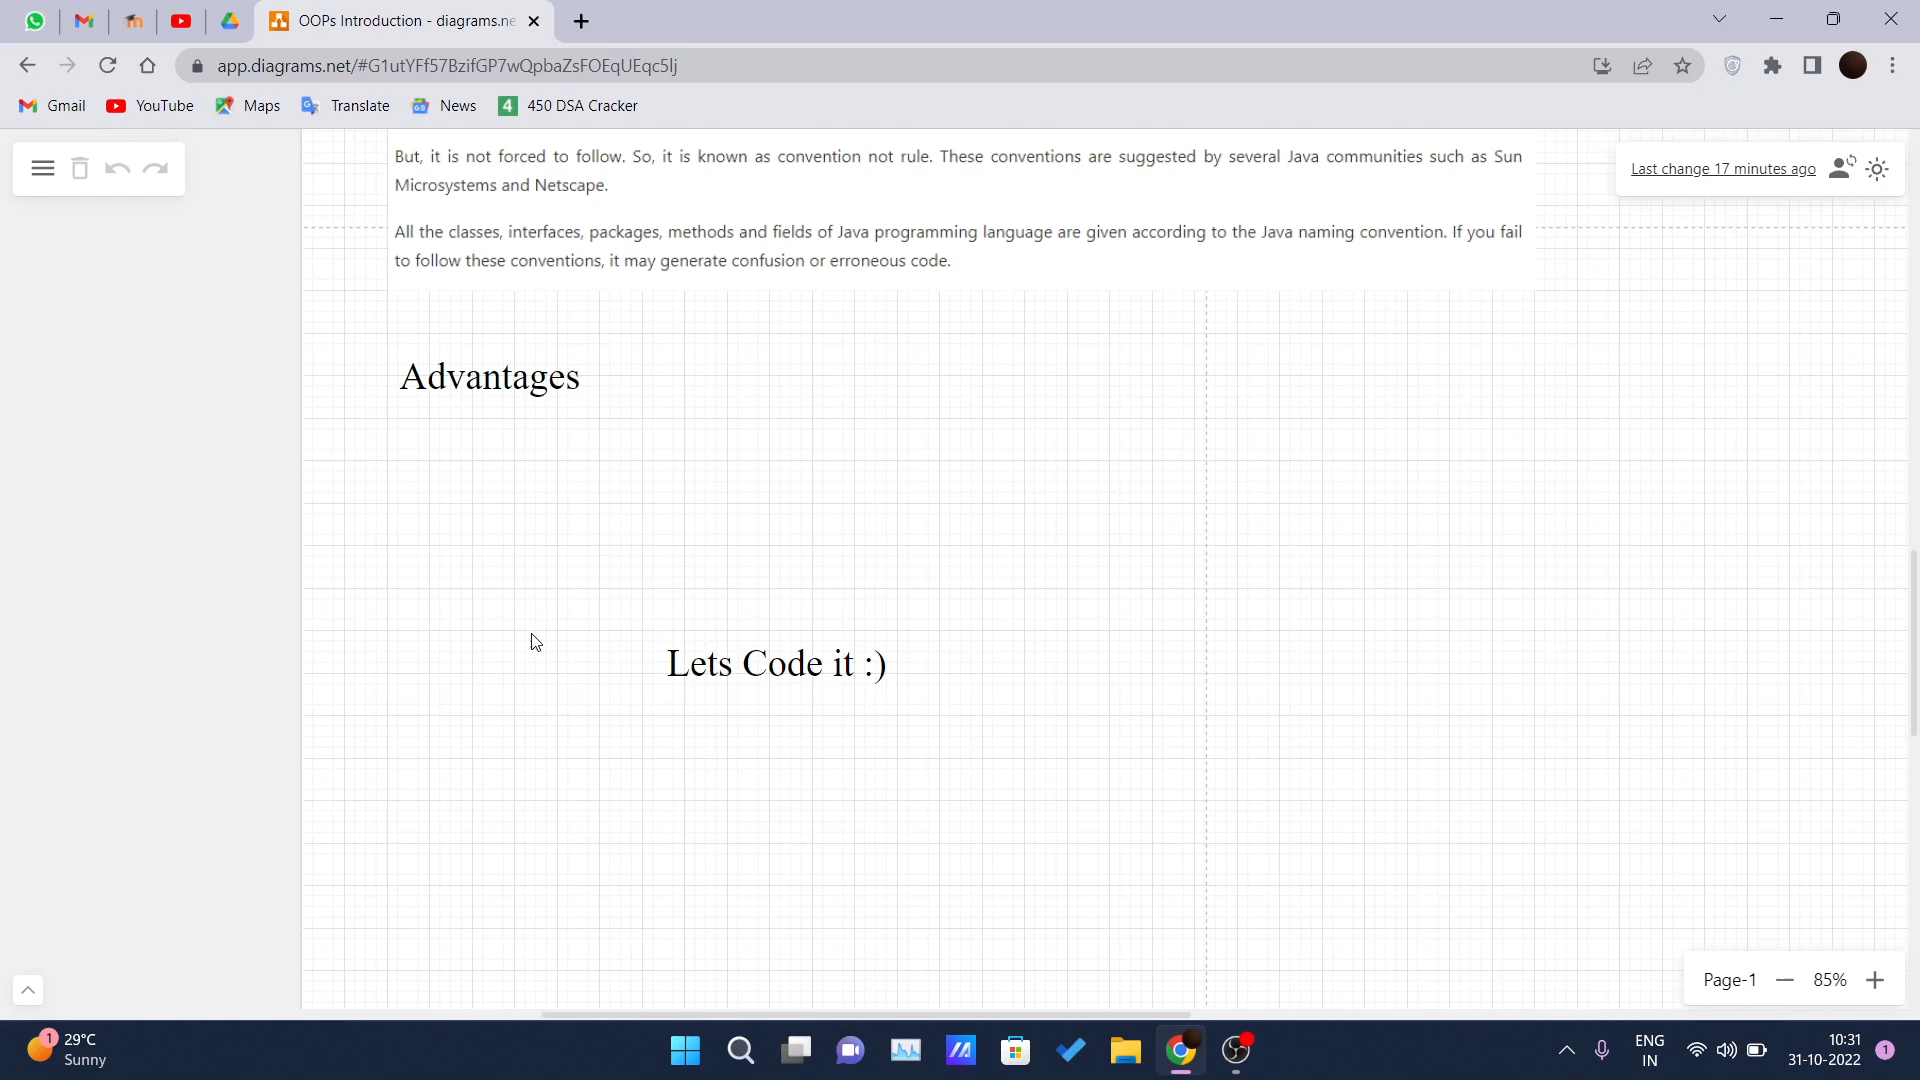 OOPs Introduction - diagrams.ne
app.diagrams.net/#G1utYFf57BzifGP7wQpbaZsFOEqUEqc5lj
Gmail YouTube Maps Translate News 4 450 DSA Cracker
But, it is not forced to follow. So, it is known as convention not rule. These conventions are suggested by several Java communities such as Sun
Microsystems and Netscape.
Last change 17 minutes ago
All the classes, interfaces, packages, methods and fields of Java programming language are given according to the Java naming convention. If you fail
to follow these conventions, it may generate confusion or erroneous code.
Advantages
Lets Code it :)
Page-1 85%
1 29°C
Sunny
ENG
IN
10:31
31-10-2022
1